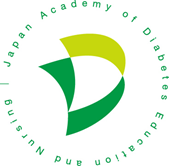 Japan Academy of Diabetes Education and Nursing |